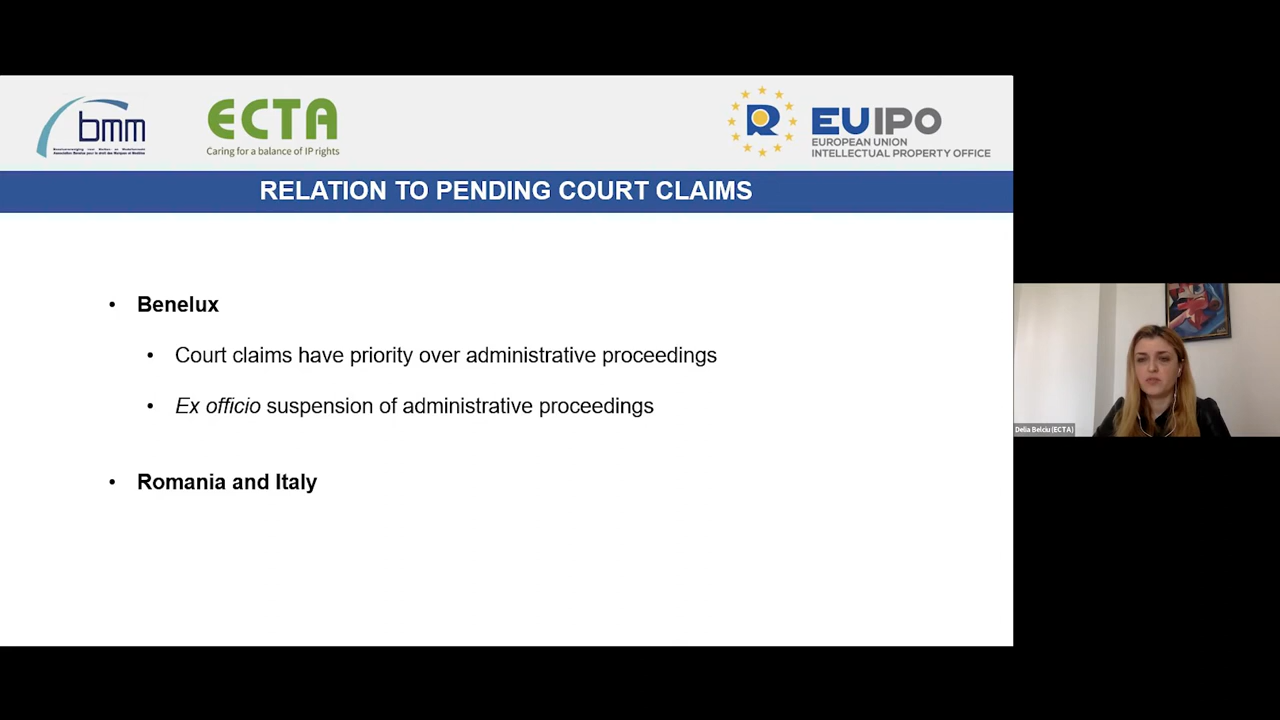 bmm
ECTA
Caring for a balance of IP rights
R
EUIPO
EUROPEAN UNION
INTELLECTUAL PROPERTY OFFICE
RELATION TO PENDING COURT CLAIMS
• Benelux
• Court claims have priority over administrative proceedings
• Ex officio suspension of administrative proceedings
• Romania and Italy
Delia Belciu (ECTA)